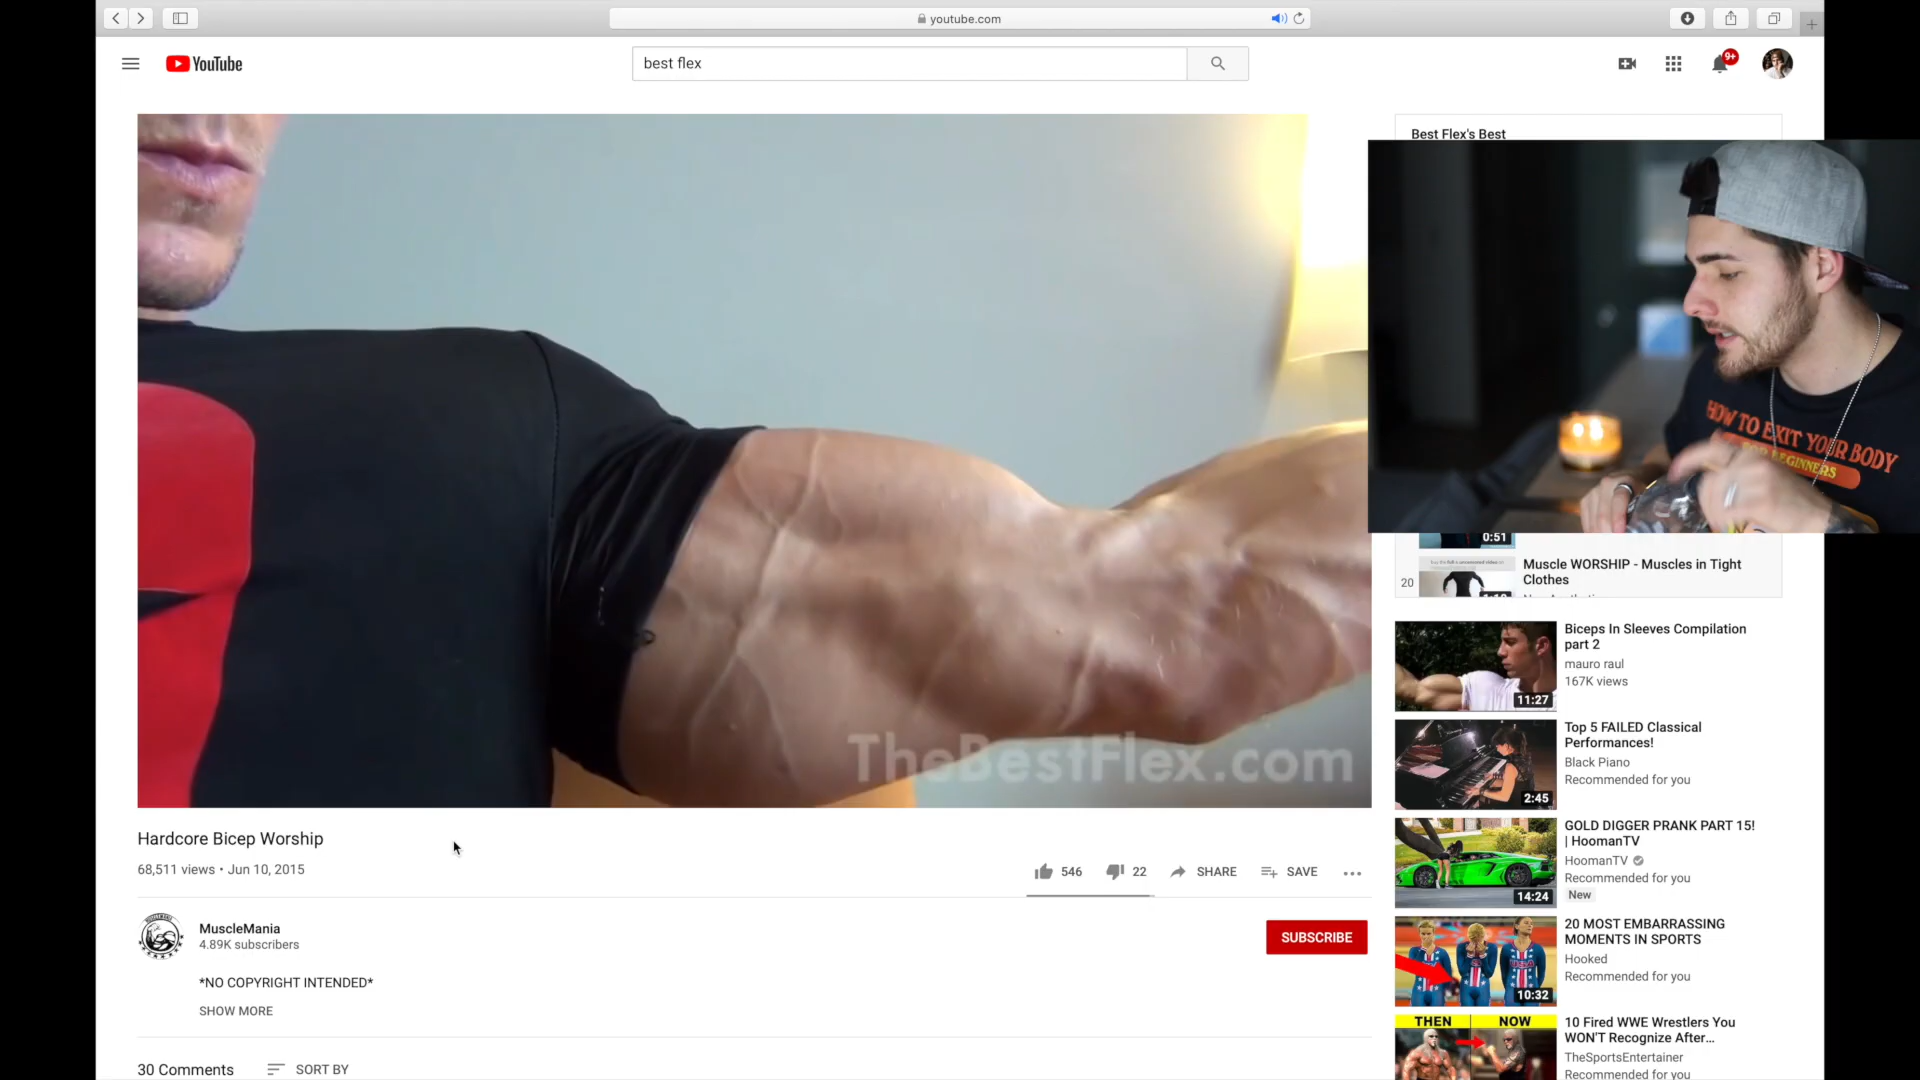 youtube.com
YouTube
best flex
9+
Best Flex's Best
HOW TO EXIT YOUR BODY
FOR BEGINNERS
0:51
20
Muscle WORSHIP - Muscles in Tight
Clothes
Biceps In Sleeves Compilation
part 2
mauro raul
167K views
11:27
Top 5 FAILED Classical
Performances!
Black Piano
Recommended for you
2:45
TheBestFlex.com
GOLD DIGGER PRANK PART 15!
| HoomanTV
HoomanTV
Recommended for you
New
14:24
Hardcore Bicep Worship
68,511 views • Jun 10, 2015
546
22
SHARE
SAVE
MuscleMania
4.89K subscribers
SUBSCRIBE
*NO COPYRIGHT INTENDED*
SHOW MORE
20 MOST EMBARRASSING
MOMENTS IN SPORTS
Hooked
Recommended for you
10:32
THEN
NOW
10 Fired WWE Wrestlers You
WON'T Recognize After...
TheSportsEntertainer
Recommended for you
30 Comments
SORT BY